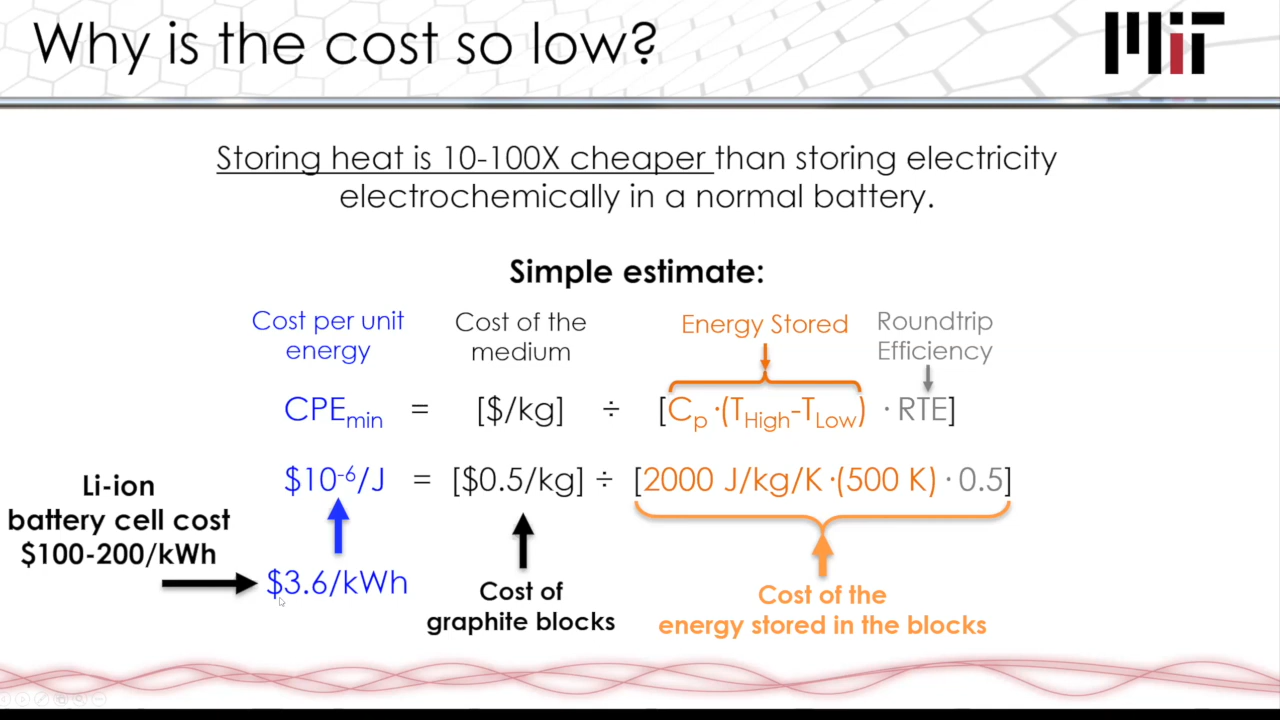 Why is the cost so low?
MIT
Storing heat is 10-100X cheaper than storing electricity
electrochemically in a normal battery.
Simple estimate:
Cost per unit
energy
Cost of the
medium
Energy Stored
Roundtrip
Efficiency
CPEmin = [$/kg] ÷ [Cp·(THigh-TLow) · RTE]
$10⁻⁶/J = [$0.5/kg] ÷ [2000 J/kg/K·(500 K) · 0.5]
Li-ion
battery cell cost
$100-200/kWh
$3.6/kWh
Cost of
graphite blocks
Cost of the
energy stored in the blocks